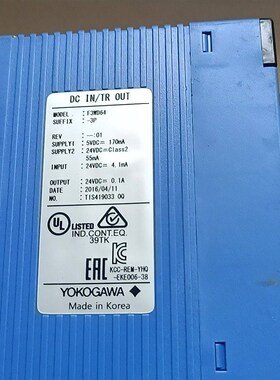 DC IN/TR OUT
MODEL : F3WD64
SUFFIX : -3P
REV : --:01
SUPPLY1 : 5VDC⎓ 170mA
SUPPLY2 : 24VDC⎓Class2
55mA
INPUT : 24VDC⎓ 4.1mA
OUTPUT : 24VDC⎓ 0.1A
DATE : 2016/04/11
NO. : T1S419033 00
UL LISTED
IND.CONT.EQ.
39TK
EAC
KCC-REM-YHQ
-EKE006-38
YOKOGAWA
Made in Korea